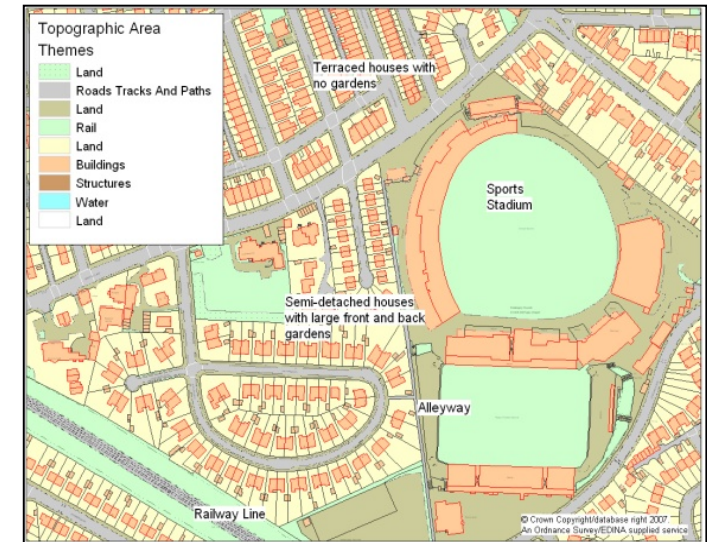 Topographic Area
Themes
Land
Roads Tracks And Paths
Land
Rail
Land
Buildings
Structures
Water
Land
Terraced houses with
no gardens
Sports
Stadium
Semi-detached houses
with large front and back
gardens
Alleyway
Railway Line
© Crown Copyright/database right 2007.
An Ordnance Survey/EDINA supplied service